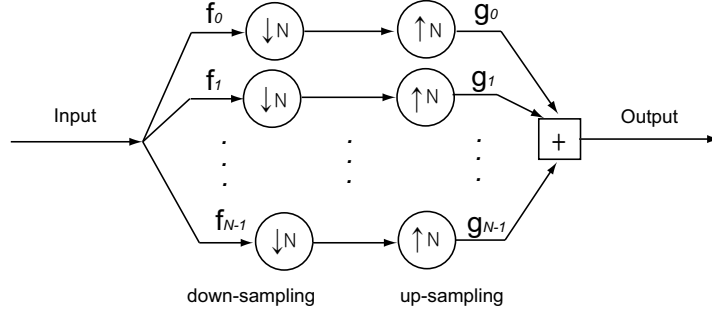 f0 ↓N ↑N g0
f1 ↓N ↑N g1
Input + Output
. . .
. . .
. . .
fN-1 ↓N ↑N gN-1
down-sampling up-sampling